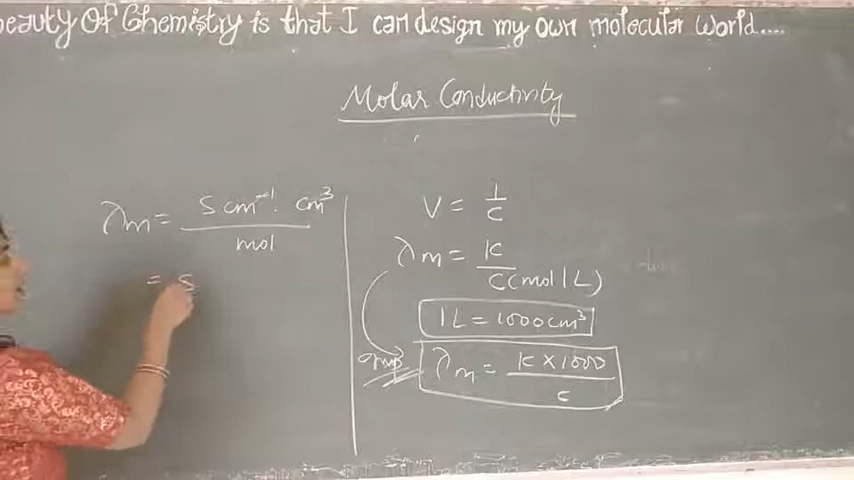 beauty Of Chemistry is that I can design my own molecular world....
Molar Conductivity
λm = S cm⁻¹. cm³
mol
= S
V = 1
c
λm = K
C(mol/L)
1L = 1000cm³
λm = K × 1000
c